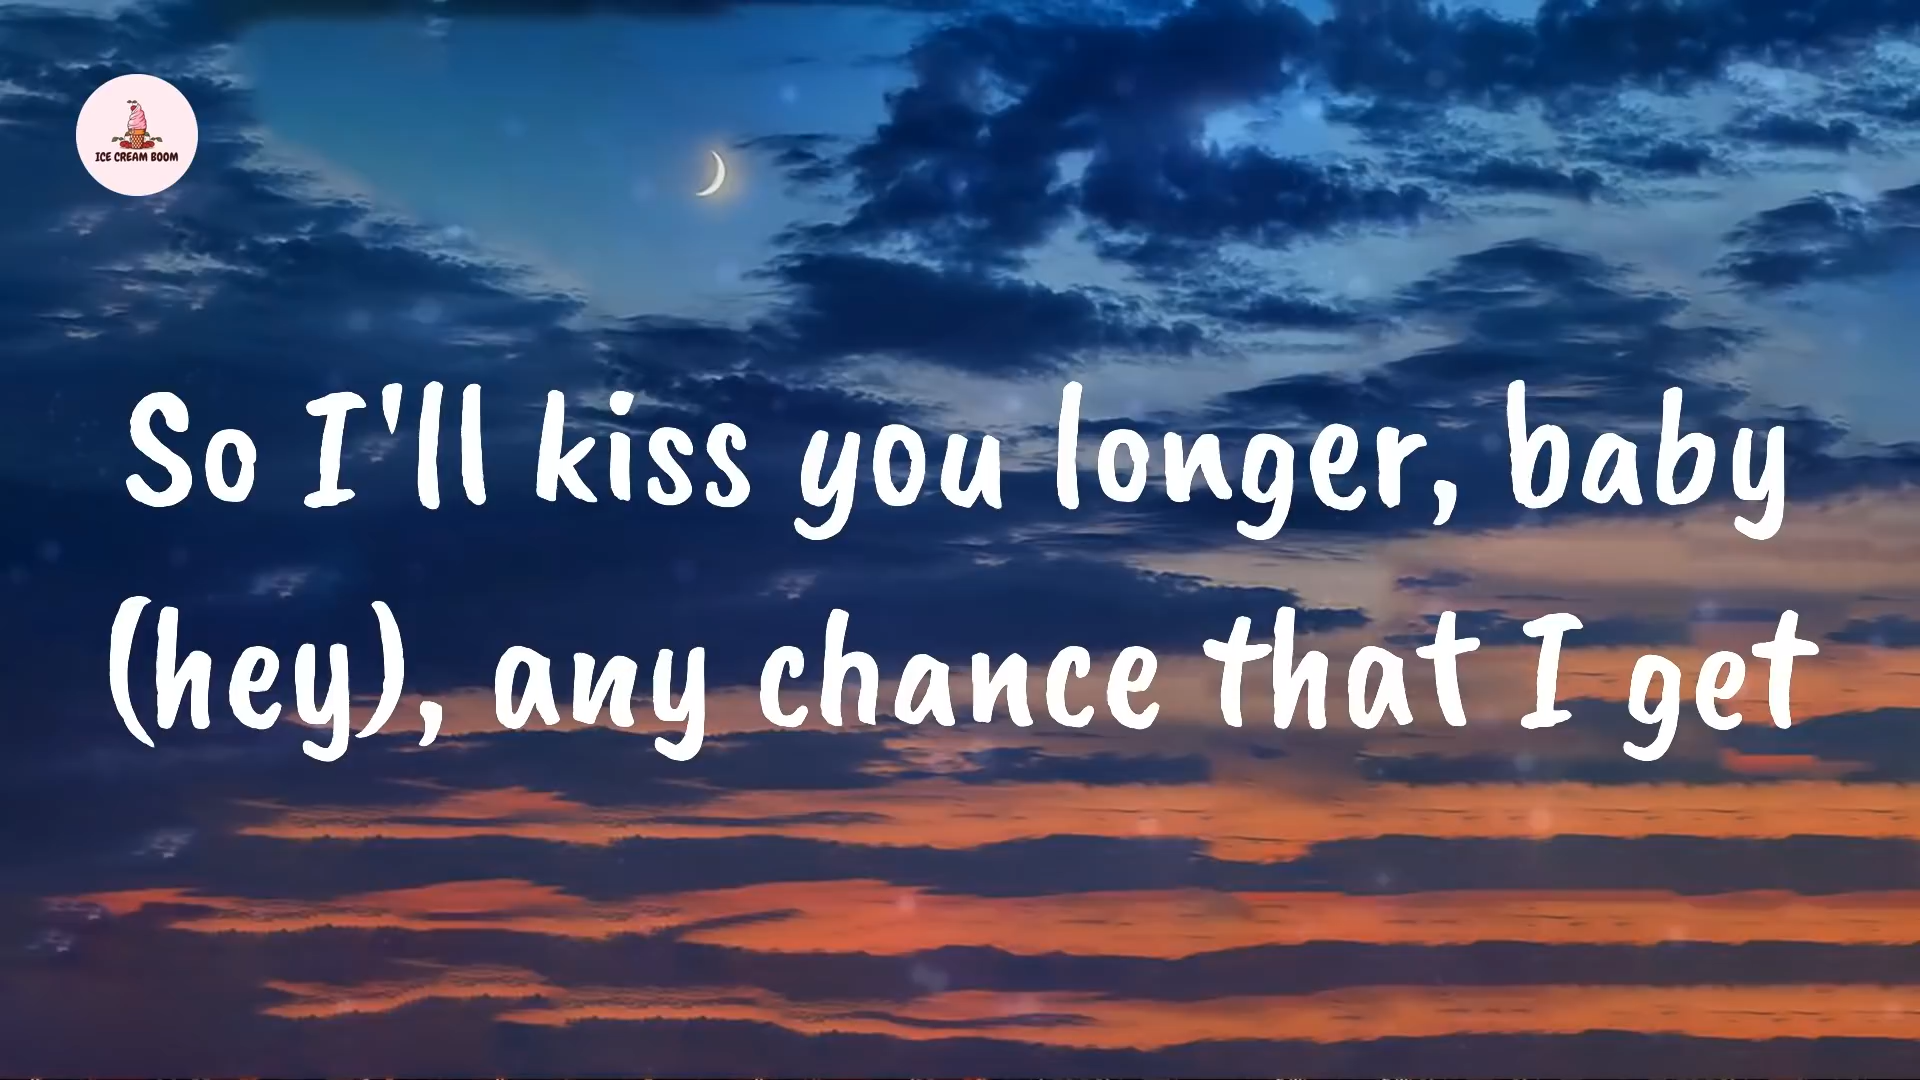 ICE CREAM BOOM
So I'll kiss you longer, baby
(hey), any chance that I get